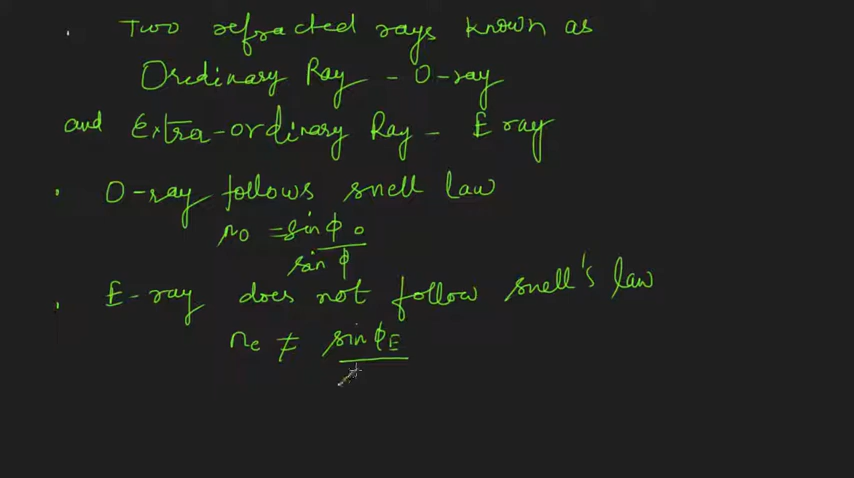 . Two refracted rays known as
Ordinary Ray - O-ray
and Extra-ordinary Ray - E ray
. O-ray follows snell law
n0 = sin ϕ o
sin ϕ
. E-ray does not follow snell's law
ne ≠ sin ϕE